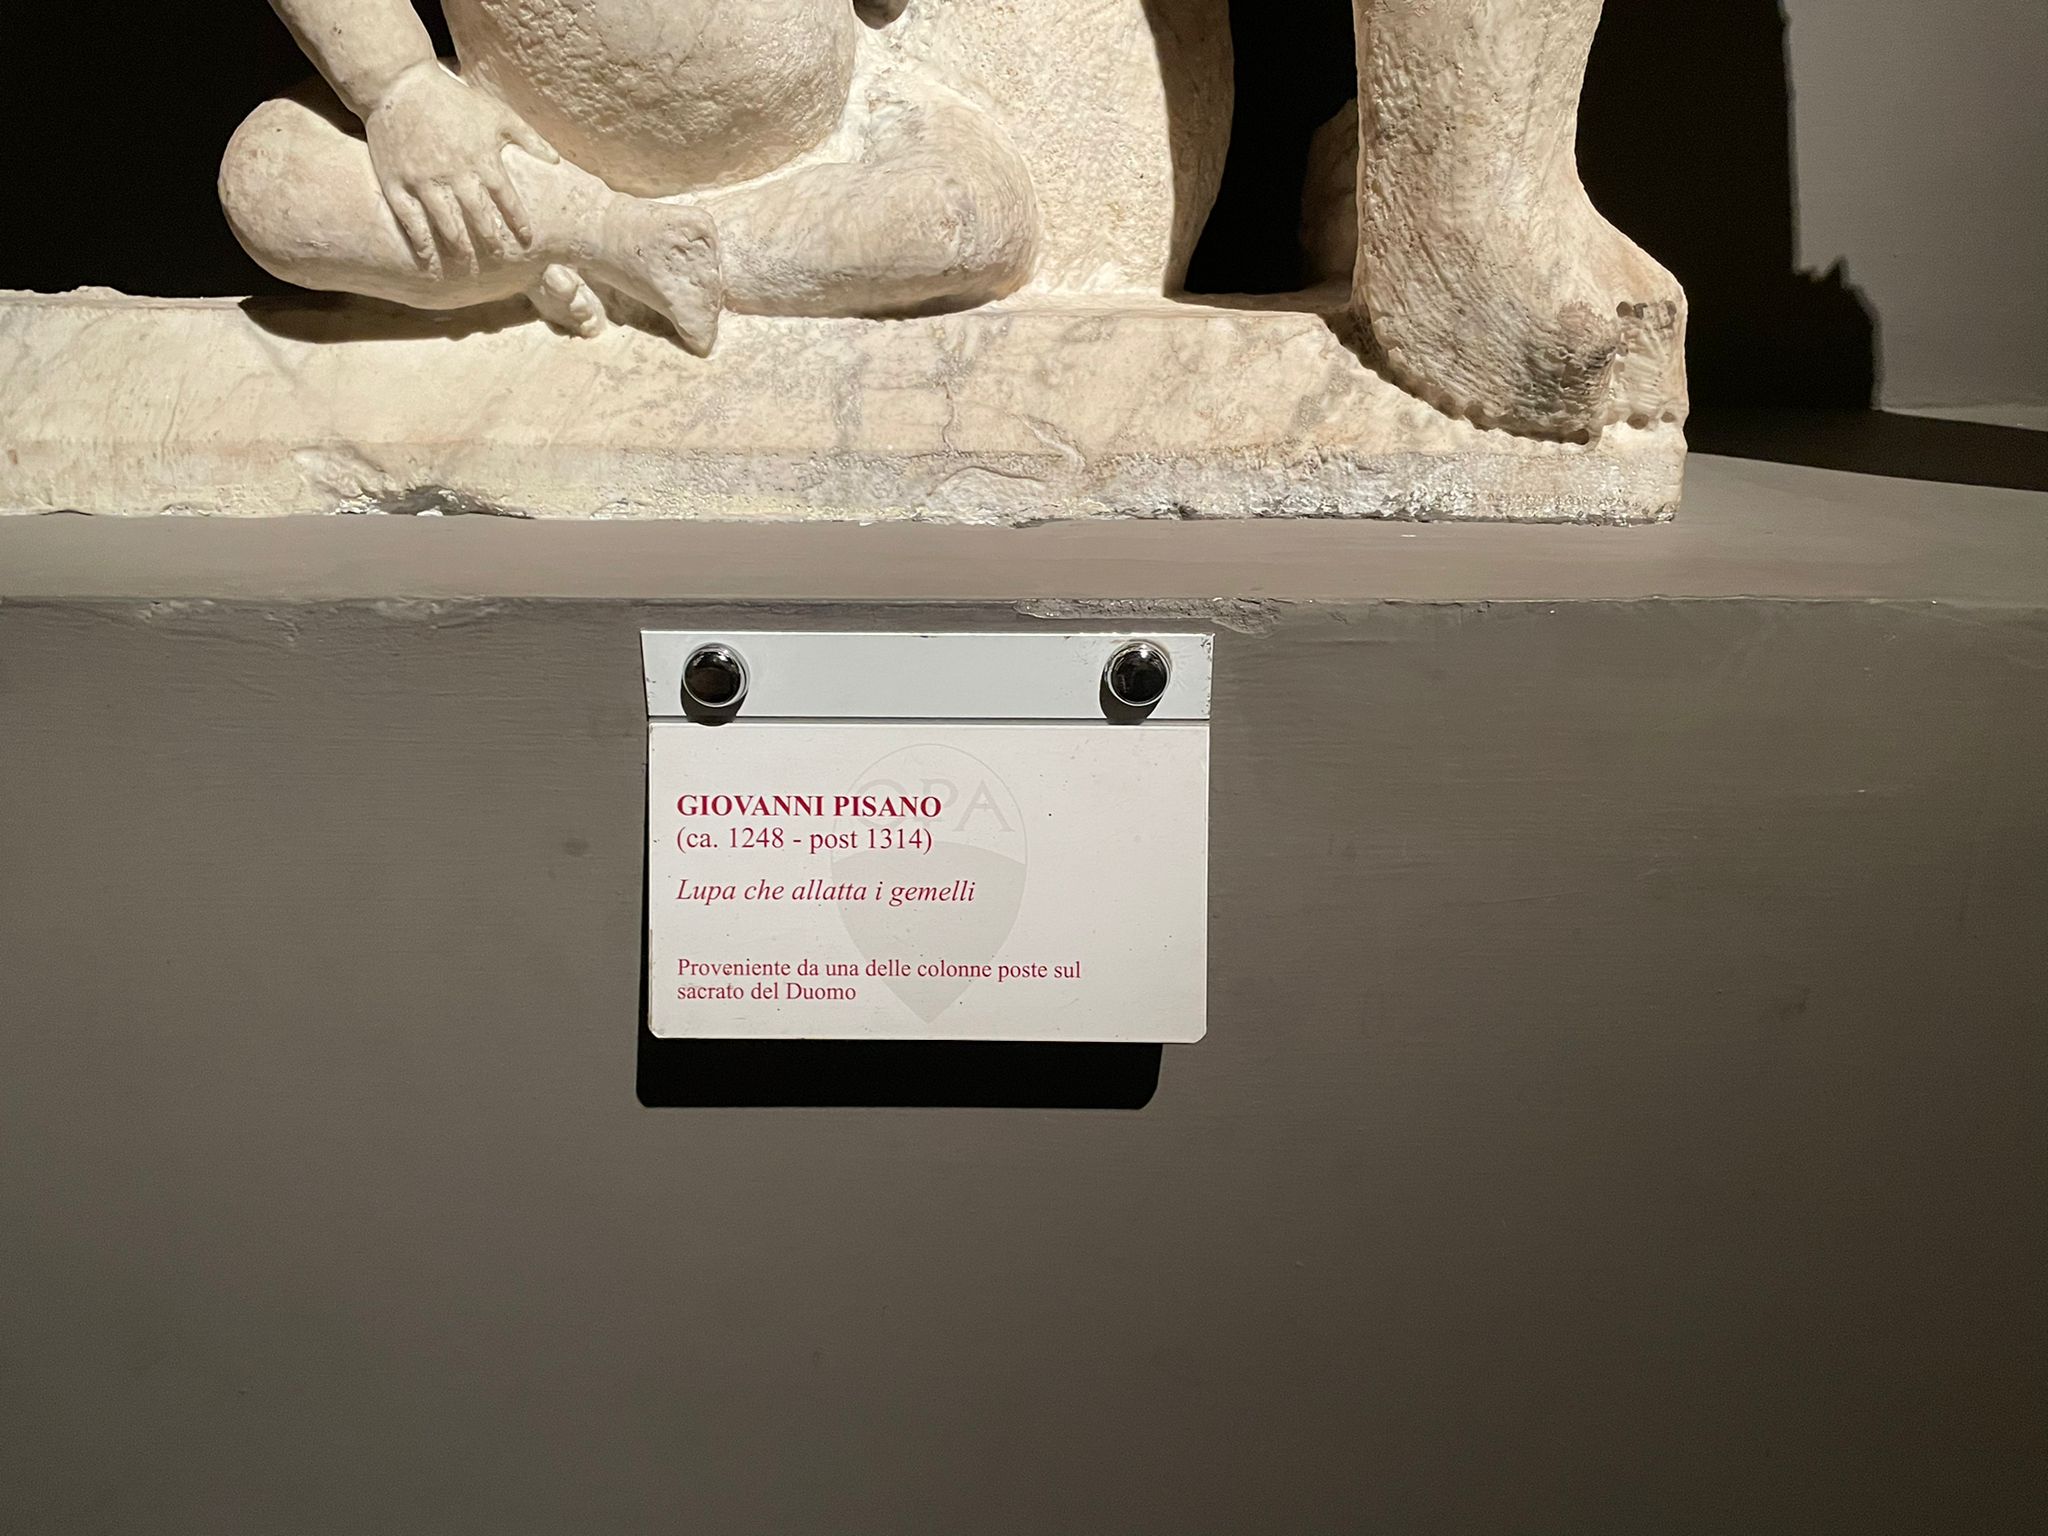 OPA
GIOVANNI PISANO
(ca. 1248 - post 1314)
Lupa che allatta i gemelli
Proveniente da una delle colonne poste sul
sacrato del Duomo